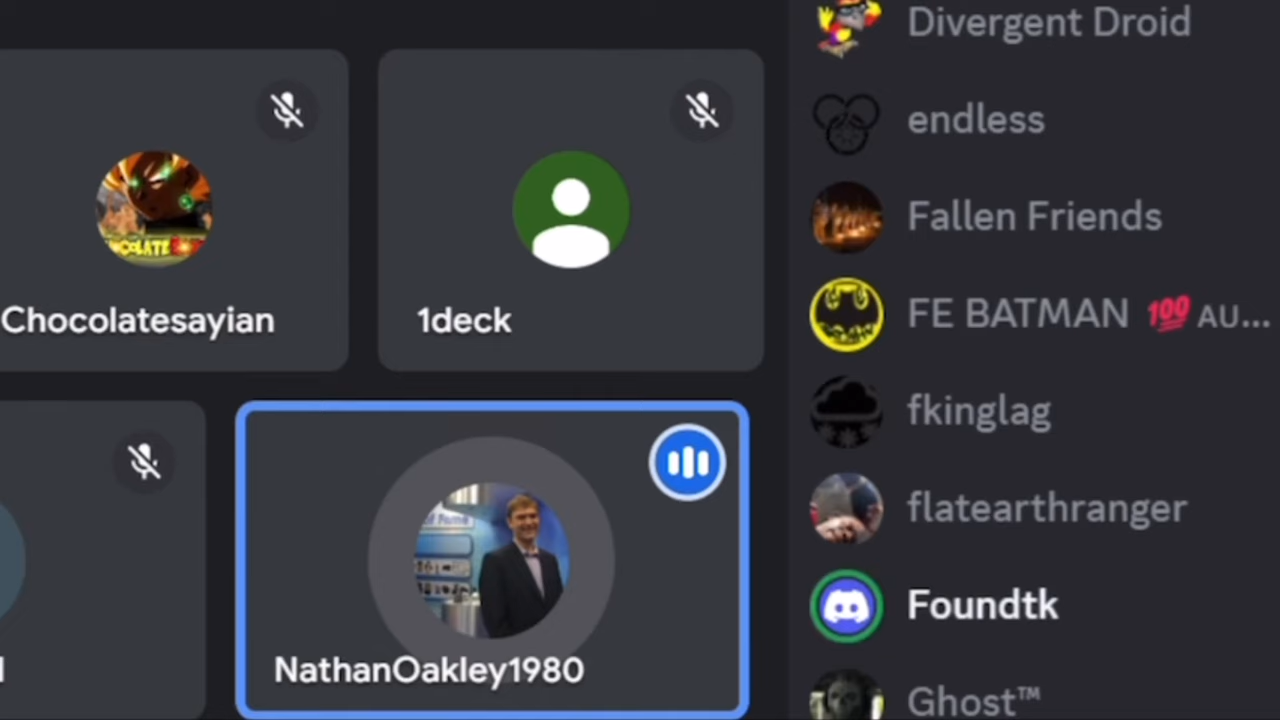 Divergent Droid
endless
Fallen Friends
FE BATMAN 💯 AU...
fkinglag
flatearthranger
Foundtk
Ghost™
Chocolatesayian
1deck
NathanOakley1980